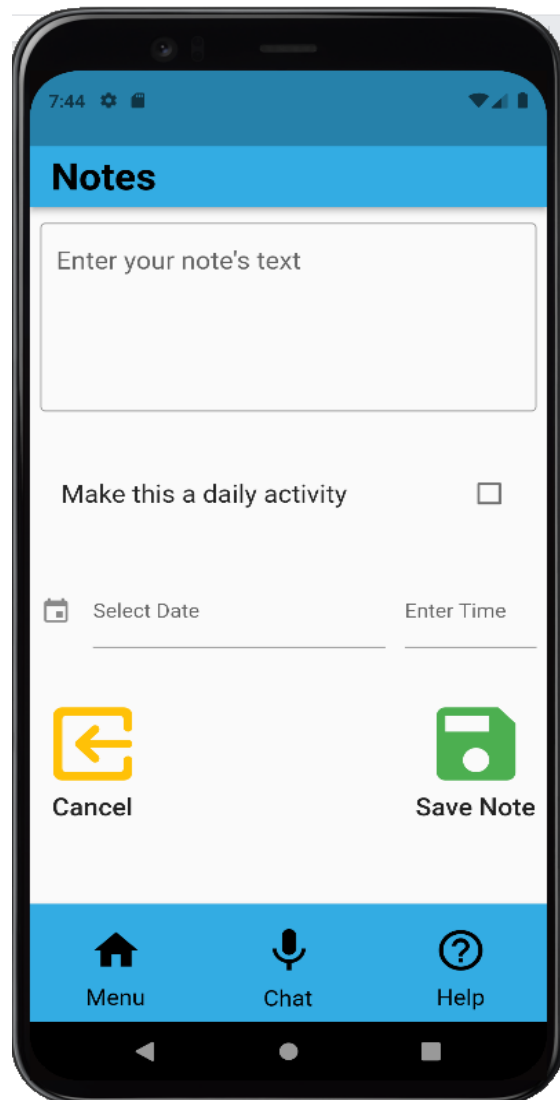 7:44
Notes
Enter your note's text
Make this a daily activity
Select Date Enter Time
Cancel Save Note
Menu Chat Help